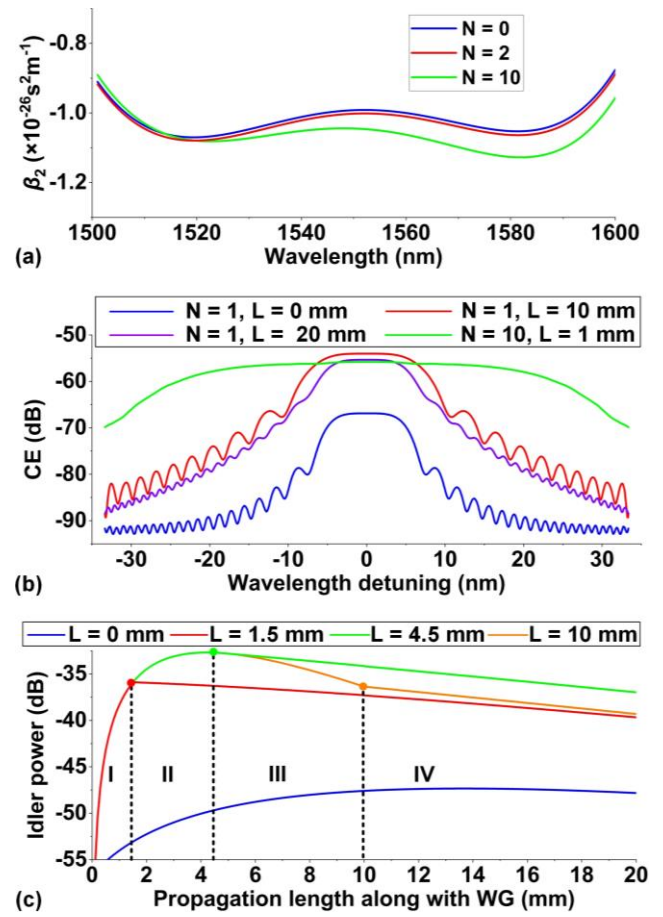 N = 0
N = 2
N = 10
-0.8
-1.0
-1.2
β₂ (×10⁻²⁶s²m⁻¹)
1500 1520 1540 1560 1580 1600
(a) Wavelength (nm)
N = 1, L = 0 mm N = 1, L = 10 mm
N = 1, L = 20 mm N = 10, L = 1 mm
-50
-60
-70
-80
-90
CE (dB)
-30 -20 -10 0 10 20 30
(b) Wavelength detuning (nm)
L = 0 mm L = 1.5 mm L = 4.5 mm L = 10 mm
-35
-40
-45
-50
-55
Idler power (dB)
I II III IV
0 2 4 6 8 10 12 14 16 18 20
(c) Propagation length along with WG (mm)